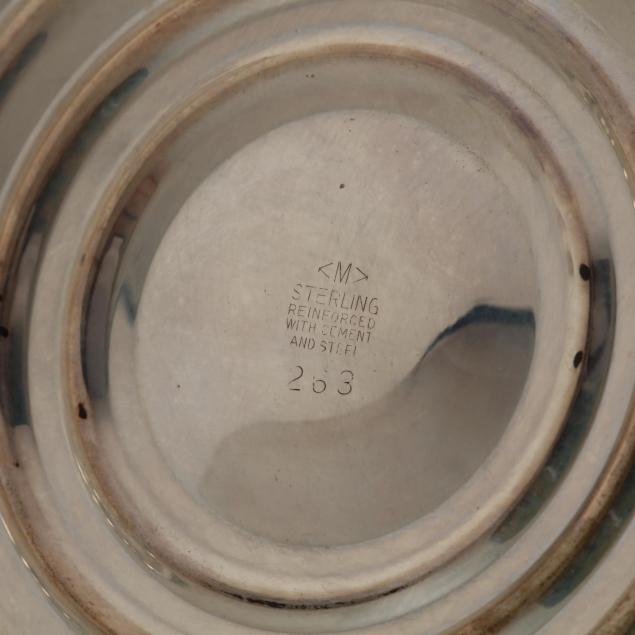 <M>
STERLING
REINFORCED
WITH CEMENT
AND STEEL
263